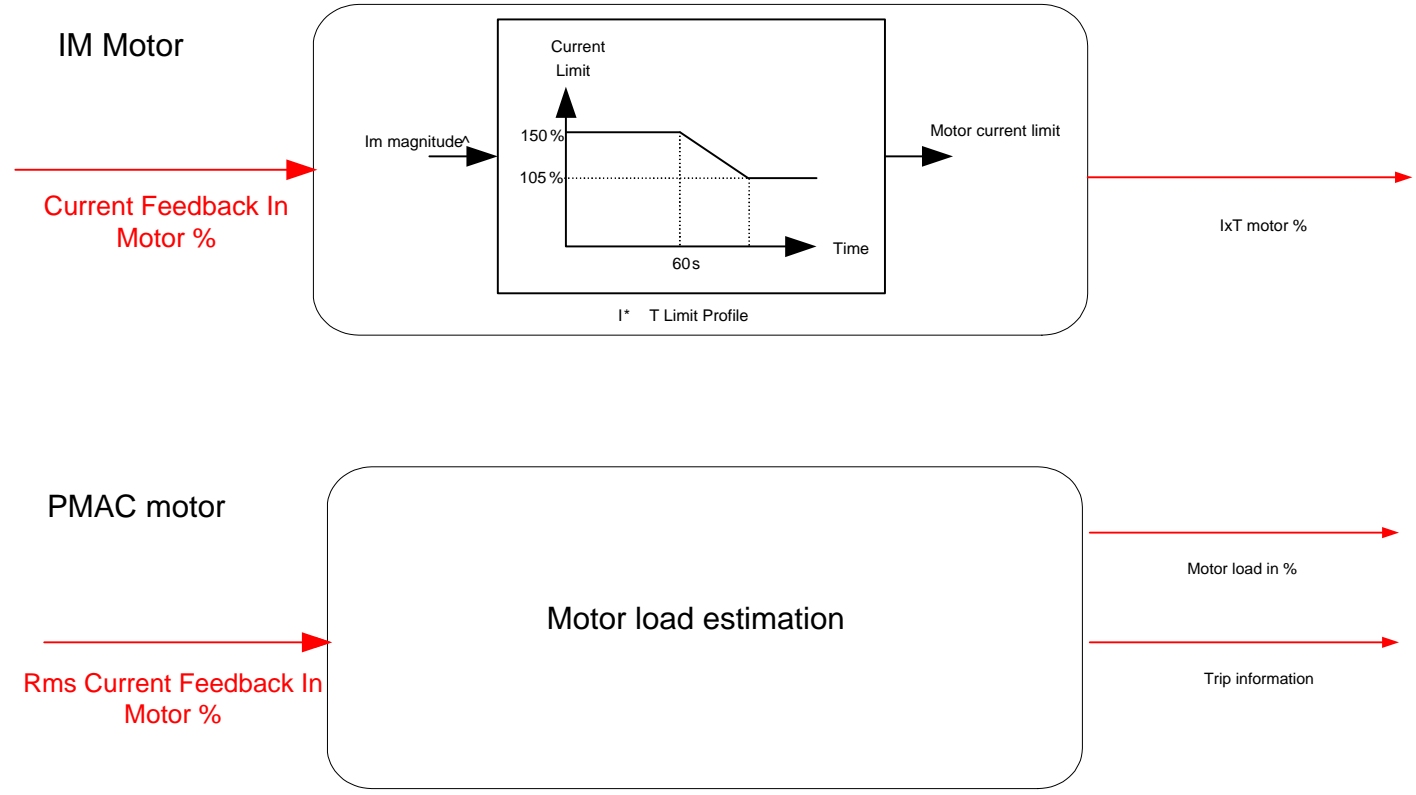 IM Motor
Current
Limit
150 %
105 %
Im magnitude^
Motor current limit
Current Feedback In
Motor %
IxT motor %
Time
60 s
I* T Limit Profile
PMAC motor
Motor load in %
Motor load estimation
Rms Current Feedback In
Motor %
Trip information